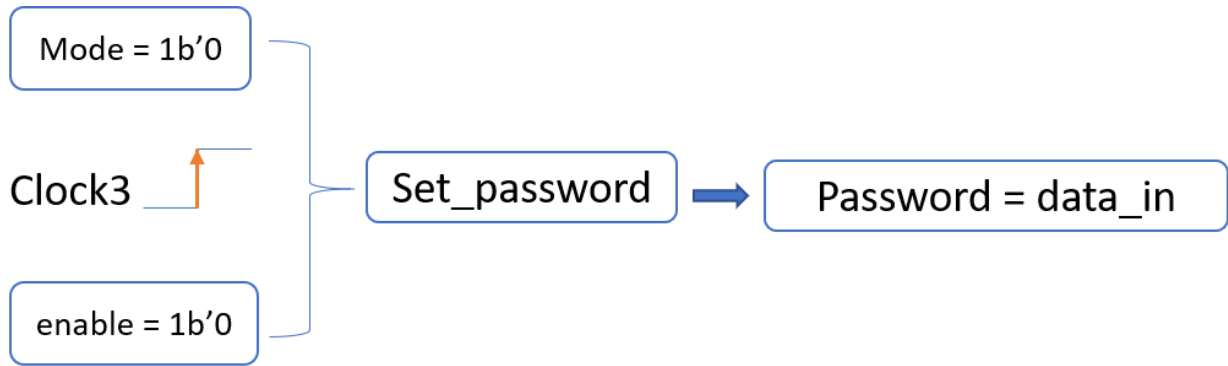 Mode = 1b’0
Clock3
enable = 1b’0
Set_password
Password = data_in